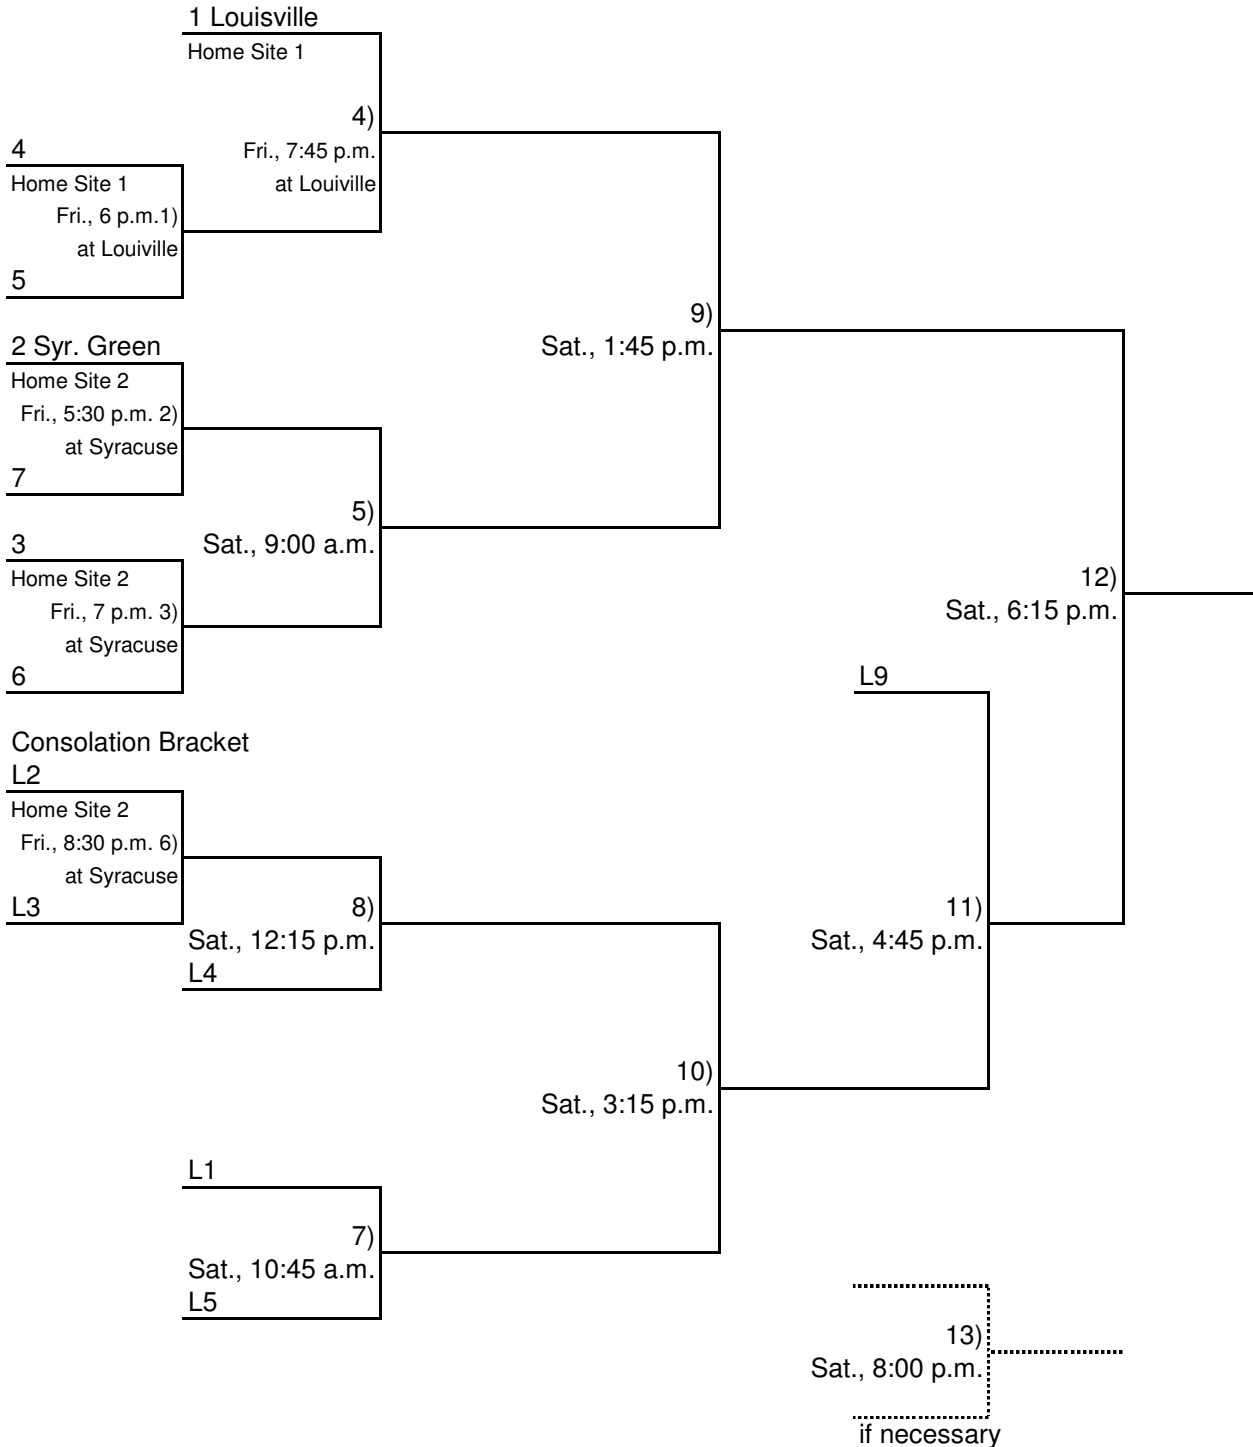 1 Louisville
Home Site 1
4)
Fri., 7:45 p.m.
at Louiville
4
Home Site 1
Fri., 6 p.m.1)
at Louiville
5
9)
Sat., 1:45 p.m.
2 Syr. Green
Home Site 2
Fri., 5:30 p.m. 2)
at Syracuse
7
5)
Sat., 9:00 a.m.
3
Home Site 2
Fri., 7 p.m. 3)
at Syracuse
6
12)
Sat., 6:15 p.m.
L9
Consolation Bracket
L2
Home Site 2
Fri., 8:30 p.m. 6)
at Syracuse
L3
8)
Sat., 12:15 p.m.
L4
11)
Sat., 4:45 p.m.
10)
Sat., 3:15 p.m.
L1
7)
Sat., 10:45 a.m.
L5
13)
Sat., 8:00 p.m.
if necessary